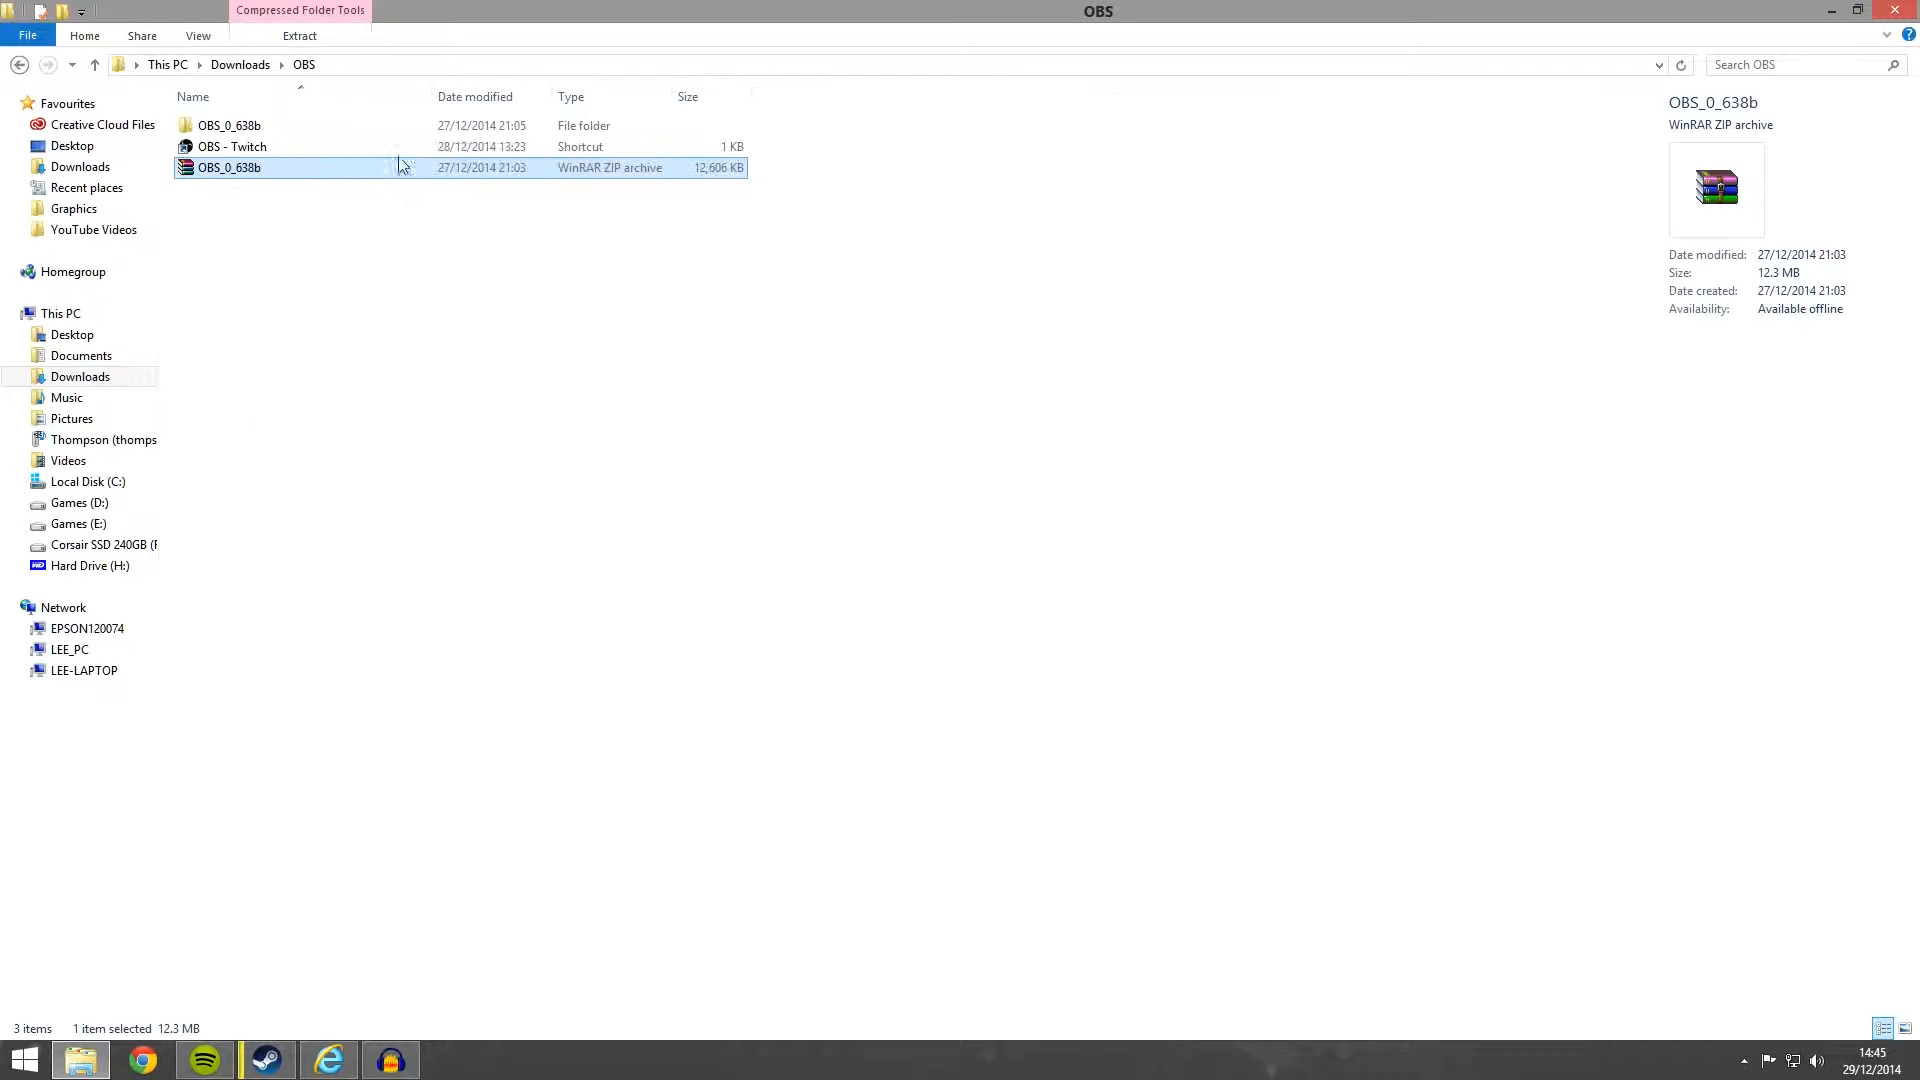 Compressed Folder Tools
OBS
File Home Share View Extract
This PC Downloads OBS
Search OBS
Name Date modified Type Size
OBS_0_638b 27/12/2014 21:05 File folder
OBS - Twitch 28/12/2014 13:23 Shortcut 1 KB
OBS_0_638b 27/12/2014 21:03 WinRAR ZIP archive 12,606 KB
Favourites
Creative Cloud Files
Desktop
Downloads
Recent places
Graphics
YouTube Videos
Homegroup
This PC
Desktop
Documents
Downloads
Music
Pictures
Thompson (thomps
Videos
Local Disk (C:)
Games (D:)
Games (E:)
Corsair SSD 240GB (F
WD Hard Drive (H:)
Network
EPSON120074
LEE_PC
LEE-LAPTOP
OBS_0_638b
WinRAR ZIP archive
Date modified: 27/12/2014 21:03
Size: 12.3 MB
Date created: 27/12/2014 21:03
Availability: Available offline
3 items 1 item selected 12.3 MB
14:45
29/12/2014